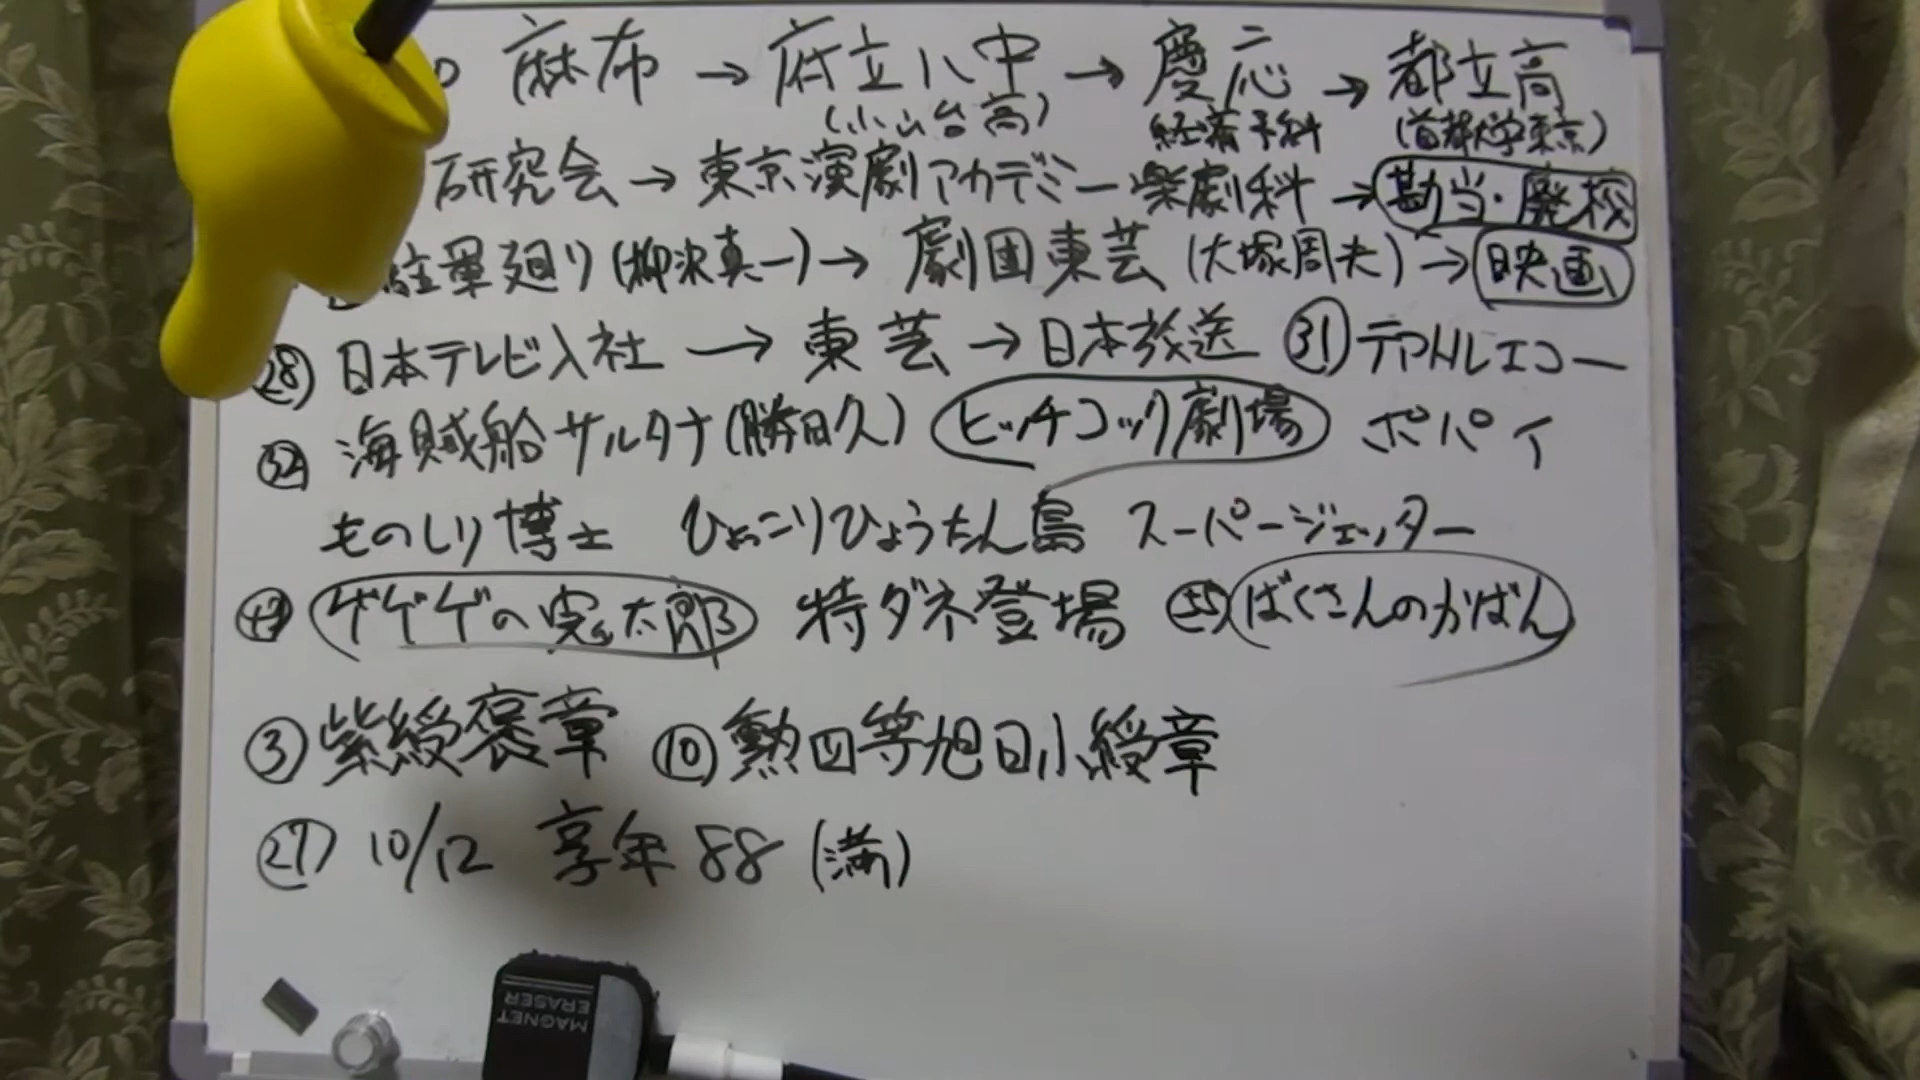 麻布 → 府立八中 → 慶応 → 都立高
(小山台高) 経済予科 (首都大学東京)
研究会 → 東京演劇アカデミー楽劇科 → 勘当・廃校
駐軍廻り (柳沢真一) → 劇団東芸 (大塚周夫) → 映画
㉘ 日本テレビ入社 → 東芸 → 日本放送 ㉛ テアトルエコー
㉜ 海賊船サルタナ (勝田久) ヒッチコック劇場 ポパイ
ものしり博士 ひょっこりひょうたん島 スーパージェッター
ゲゲゲの鬼太郎 特ダネ登場 ばくさんのかばん
③ 紫綬褒章 ⑩ 勲四等旭日小綬章
㉗ 10/12 享年 88 (満)
MAGNET
ERASER